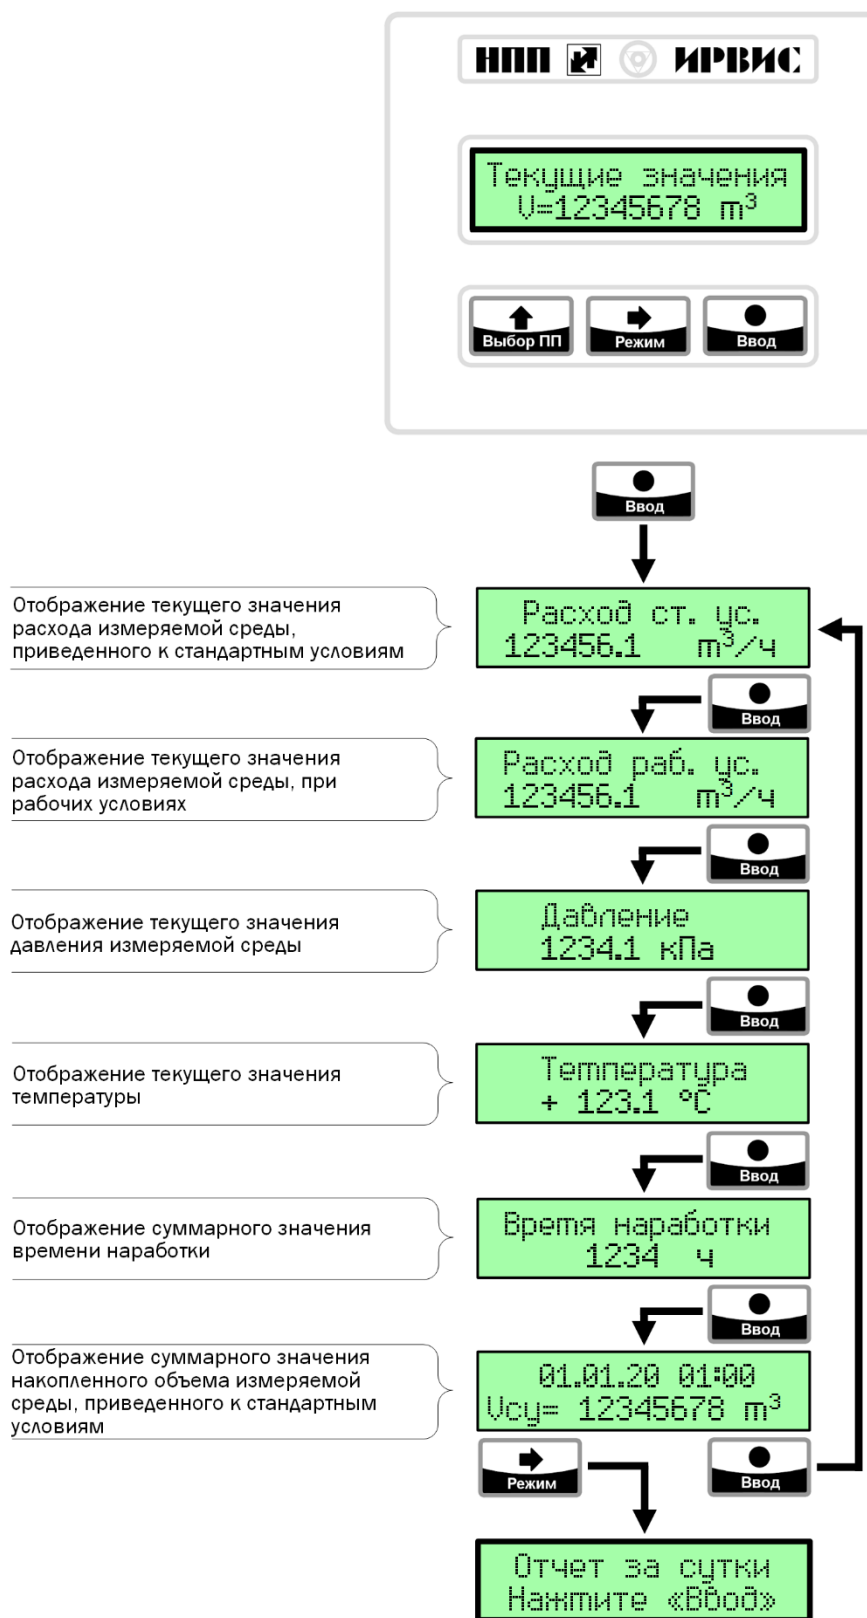 НПП ИРВИС
Текущие значения
V=12345678 m³
Выбор ПП
Режим
Ввод
Ввод
Отображение текущего значения
расхода измеряемой среды,
приведенного к стандартным условиям
Расход ст. ус.
123456.1 m³/ч
Ввод
Отображение текущего значения
расхода измеряемой среды, при
рабочих условиях
Расход раб. ус.
123456.1 m³/ч
Ввод
Отображение текущего значения
давления измеряемой среды
Давление
1234.1 кПа
Ввод
Отображение текущего значения
температуры
Температура
+ 123.1 °C
Ввод
Отображение суммарного значения
времени наработки
Время наработки
1234 ч
Ввод
Отображение суммарного значения
накопленного объема измеряемой
среды, приведенного к стандартным
условиям
01.01.20 01:00
Vсу= 12345678 m³
Режим
Ввод
Отчет за сутки
Нажмите «Ввод»